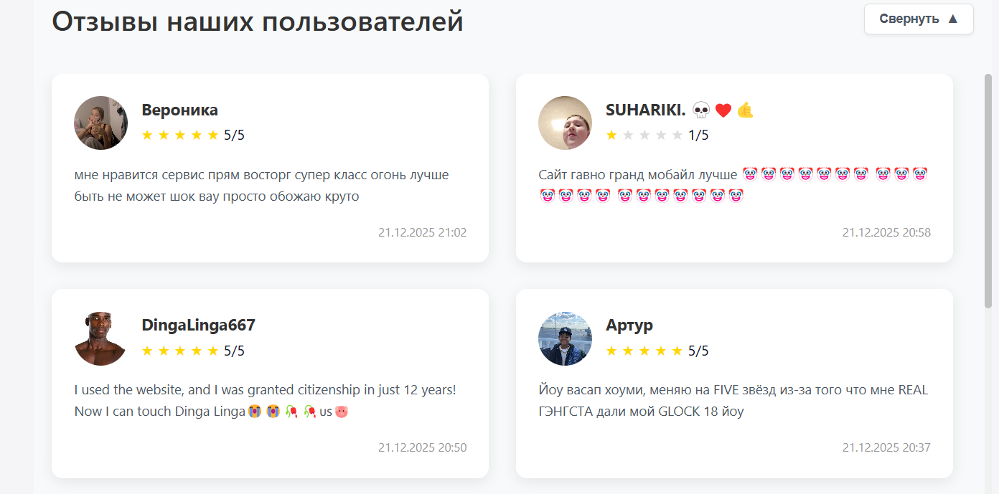 Отзывы наших пользователей
Свернуть ▲
Вероника
★ ★ ★ ★ ★ 5/5
мне нравится сервис прям восторг супер класс огонь лучше
быть не может шок вау просто обожаю круто
21.12.2025 21:02
SUHARIKI. 💀❤️🤙
★ ★ ★ ★ ★ 1/5
Сайт гавно гранд мобайл лучше 🤡🤡🤡🤡🤡🤡🤡 🤡🤡🤡
🤡🤡🤡🤡 🤡🤡🤡🤡🤡🤡🤡
21.12.2025 20:58
DingaLinga667
★ ★ ★ ★ ★ 5/5
I used the website, and I was granted citizenship in just 12 years!
Now I can touch Dinga Linga😭😭🥀🥀us🐷
21.12.2025 20:50
Артур
★ ★ ★ ★ ★ 5/5
Йоу васап хоуми, меняю на FIVE звёзд из-за того что мне REAL
ГЭНГСТА дали мой GLOCK 18 йоу
21.12.2025 20:37